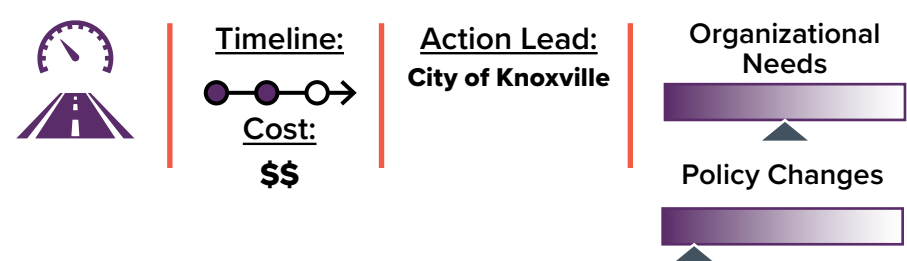 Timeline:
Cost:
$$
Action Lead:
City of Knoxville
Organizational
Needs
Policy Changes